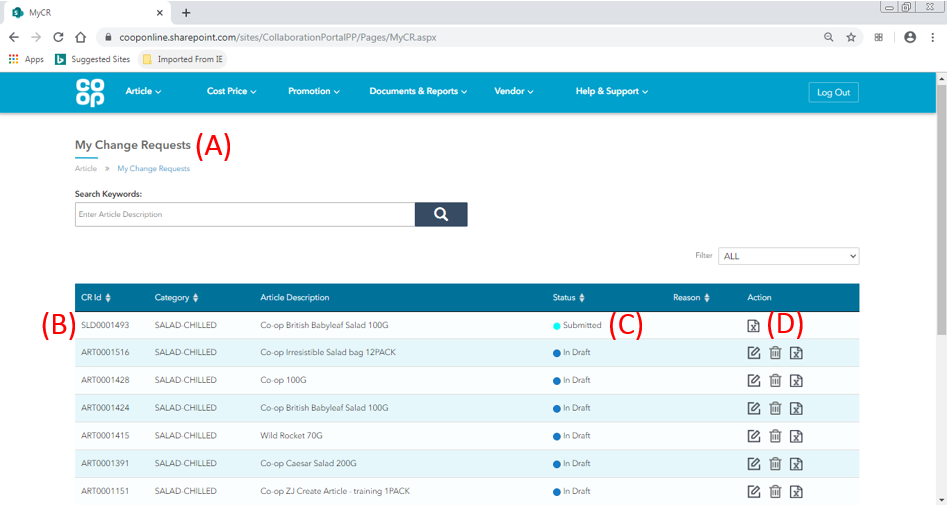 MyCR
cooponline.sharepoint.com/sites/CollaborationPortalPP/Pages/MyCR.aspx
Apps Suggested Sites Imported From IE
CO OP Article Cost Price Promotion Documents & Reports Vendor Help & Support Log Out
My Change Requests (A)
Article » My Change Requests
Search Keywords:
Enter Article Description
Filter ALL
CR Id Category Article Description Status Reason Action
(B) SLD0001493 SALAD-CHILLED Co-op British Babyleaf Salad 100G Submitted (C) (D)
ART0001516 SALAD-CHILLED Co-op Irresistible Salad bag 12PACK In Draft
ART0001428 SALAD-CHILLED Co-op 100G In Draft
ART0001424 SALAD-CHILLED Co-op British Babyleaf Salad 100G In Draft
ART0001415 SALAD-CHILLED Wild Rocket 70G In Draft
ART0001391 SALAD-CHILLED Co-op Caesar Salad 200G In Draft
ART0001151 SALAD-CHILLED Co-op ZJ Create Article - training 1PACK In Draft